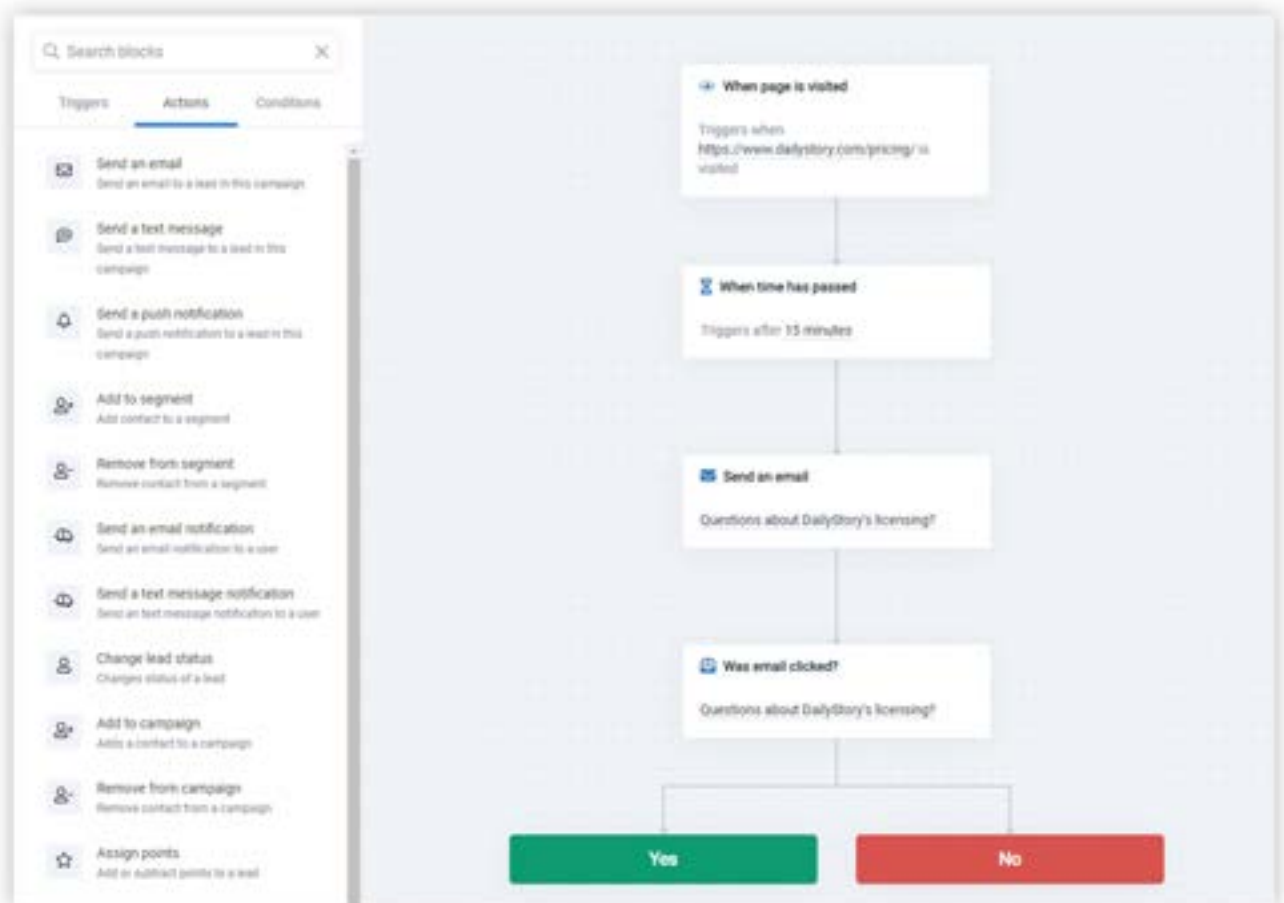 Search blocks
Triggers Actions Conditions
Send an email
Send an email to a lead in this campaign
Send a text message
Send a text message to a lead in this
campaign
Send a push notification
Send a push notification to a lead in this
campaign
Add to segment
Add contact to a segment
Remove from segment
Remove contact from a segment
Send an email notification
Send an email notification to a user
Send a text message notification
Send an text message notification to a user
Change lead status
Changes status of a lead
Add to campaign
Adds a contact to a campaign
Remove from campaign
Remove contact from a campaign
Assign points
Add or subtract points to a lead
When page is visited
Triggers when
https://www.dailystory.com/pricing/ is
visited
When time has passed
Triggers after 15 minutes
Send an email
Questions about DailyStory's licensing?
Was email clicked?
Questions about DailyStory's licensing?
Yes
No